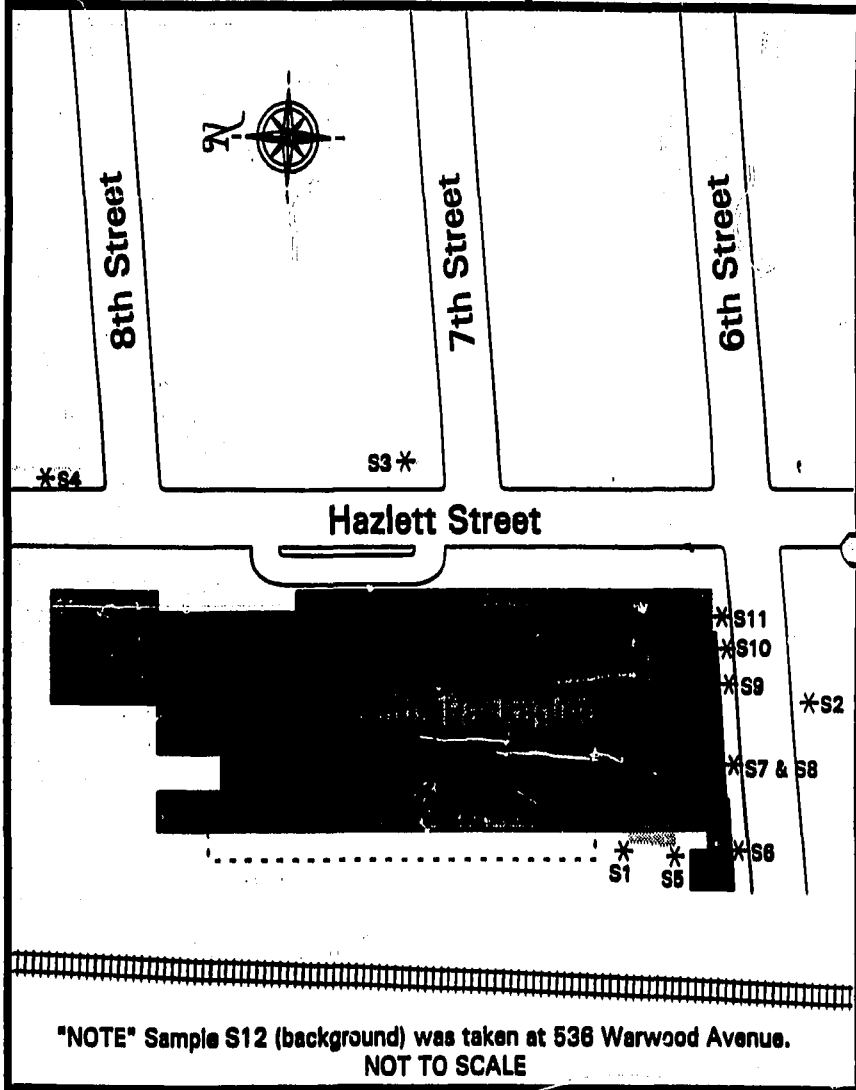 N
8th Street
7th Street
6th Street
S3
S4
Hazlett Street
S11
S10
S9
S2
S7 & S8
S6
S1
S5
"NOTE" Sample S12 (background) was taken at 536 Warwood Avenue.
NOT TO SCALE